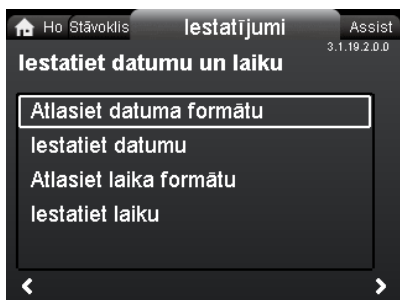 Ho Stāvoklis Iestatījumi Assist
3.1.19.2.0.0
Iestatiet datumu un laiku
Atlasiet datuma formātu
Iestatiet datumu
Atlasiet laika formātu
Iestatiet laiku